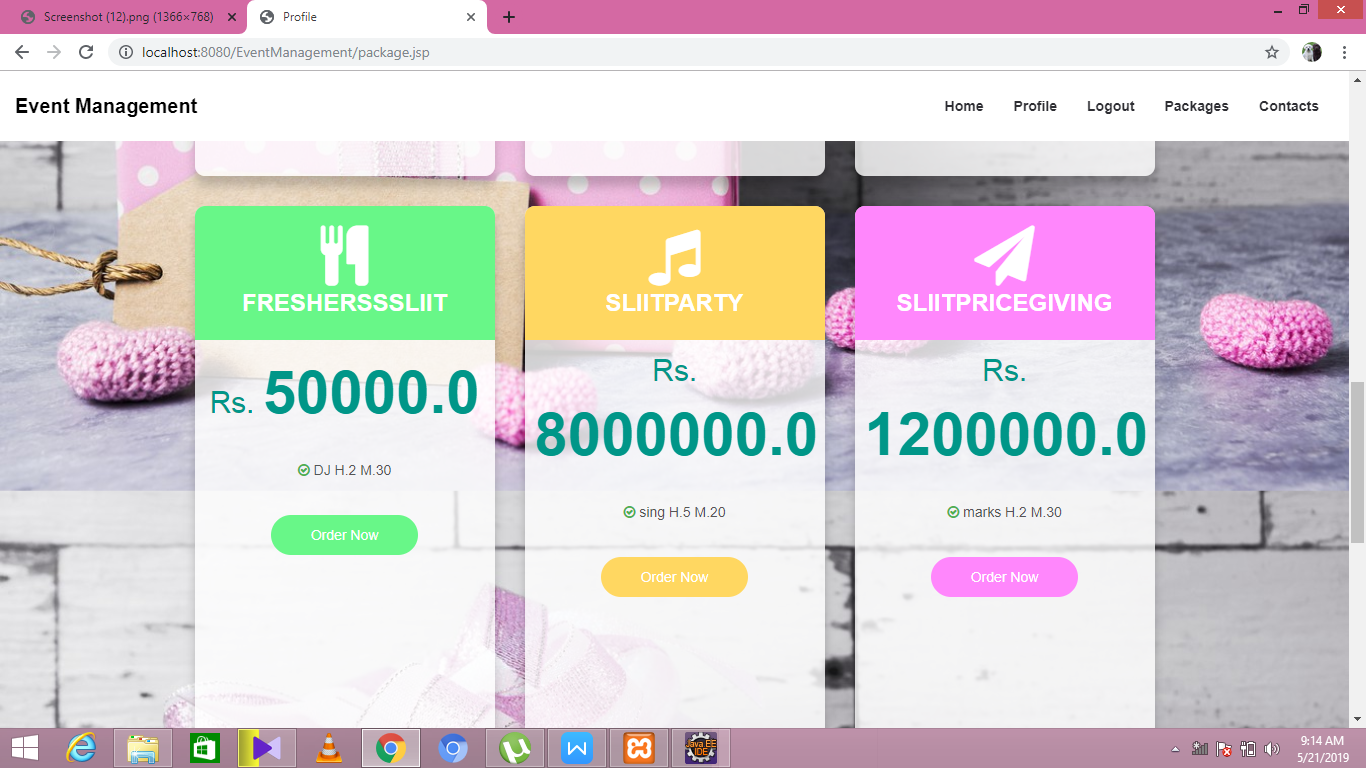 Screenshot (12).png (1366×768)
Profile
localhost:8080/EventManagement/package.jsp
Event Management
Home Profile Logout Packages Contacts
FRESHERSSSLIIT
Rs. 50000.0
DJ H.2 M.30
Order Now
SLIITPARTY
Rs.
8000000.0
sing H.5 M.20
Order Now
SLIITPRICEGIVING
Rs.
1200000.0
marks H.2 M.30
Order Now
Java EE
IDE
9:14 AM
5/21/2019